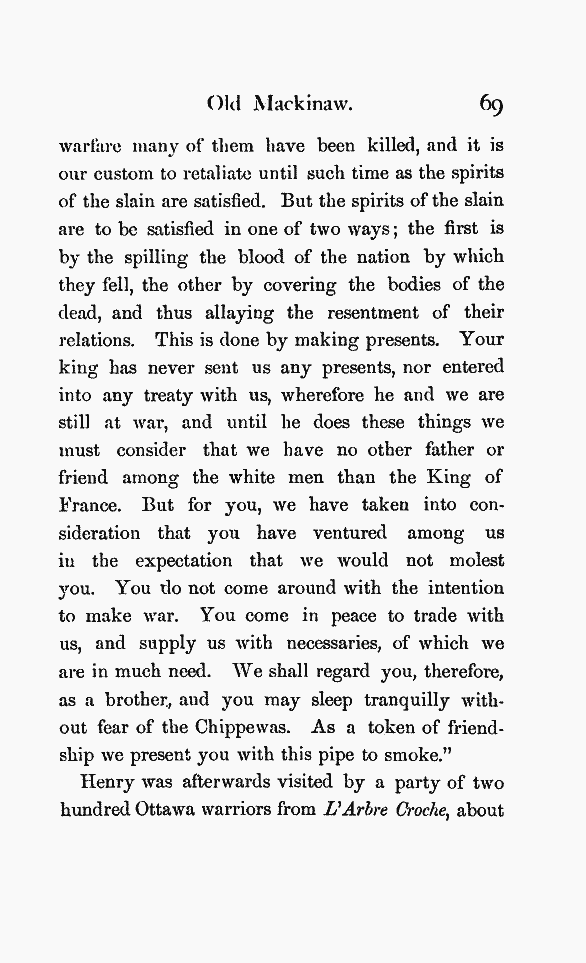 Old Mackinaw. 69
warfare many of them have been killed, and it is
our custom to retaliate until such time as the spirits
of the slain are satisfied. But the spirits of the slain
are to be satisfied in one of two ways; the first is
by the spilling the blood of the nation by which
they fell, the other by covering the bodies of the
dead, and thus allaying the resentment of their
relations. This is done by making presents. Your
king has never sent us any presents, nor entered
into any treaty with us, wherefore he and we are
still at war, and until he does these things we
must consider that we have no other father or
friend among the white men than the King of
France. But for you, we have taken into con-
sideration that you have ventured among us
in the expectation that we would not molest
you. You do not come around with the intention
to make war. You come in peace to trade with
us, and supply us with necessaries, of which we
are in much need. We shall regard you, therefore,
as a brother, and you may sleep tranquilly with-
out fear of the Chippewas. As a token of friend-
ship we present you with this pipe to smoke."
Henry was afterwards visited by a party of two
hundred Ottawa warriors from L'Arbre Croche, about